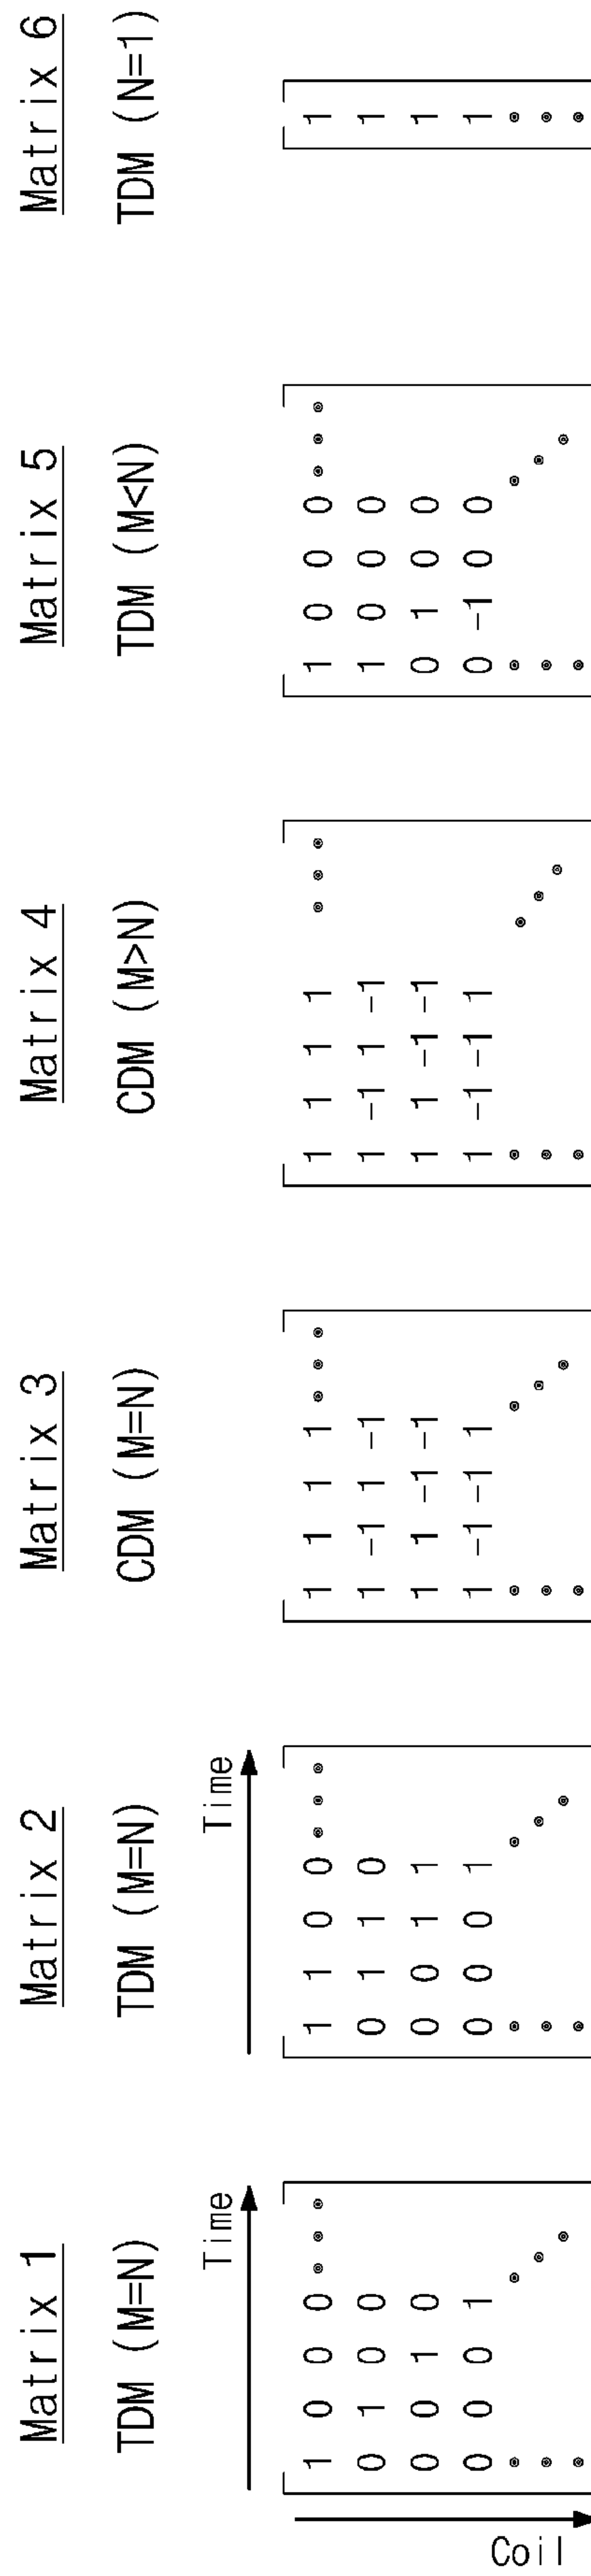 Matrix 1
TDM (M=N)
Time
Coil
1 0 0 0
0 1 0 0
0 0 1 0
0 0 0 1
Matrix 2
TDM (M=N)
Time
1 1 0 0
0 1 1 0
0 0 1 1
0 0 0 1
Matrix 3
CDM (M=N)
1 1 1 1
1 -1 1 -1
1 1 -1 -1
1 -1 -1 1
Matrix 4
CDM (M>N)
1 1 1 1
1 -1 1 -1
1 1 -1 -1
1 -1 -1 1
Matrix 5
TDM (M<N)
1 0 0 0
1 0 0 0
0 1 0 0
0 -1 0 0
Matrix 6
TDM (N=1)
1
1
1
1